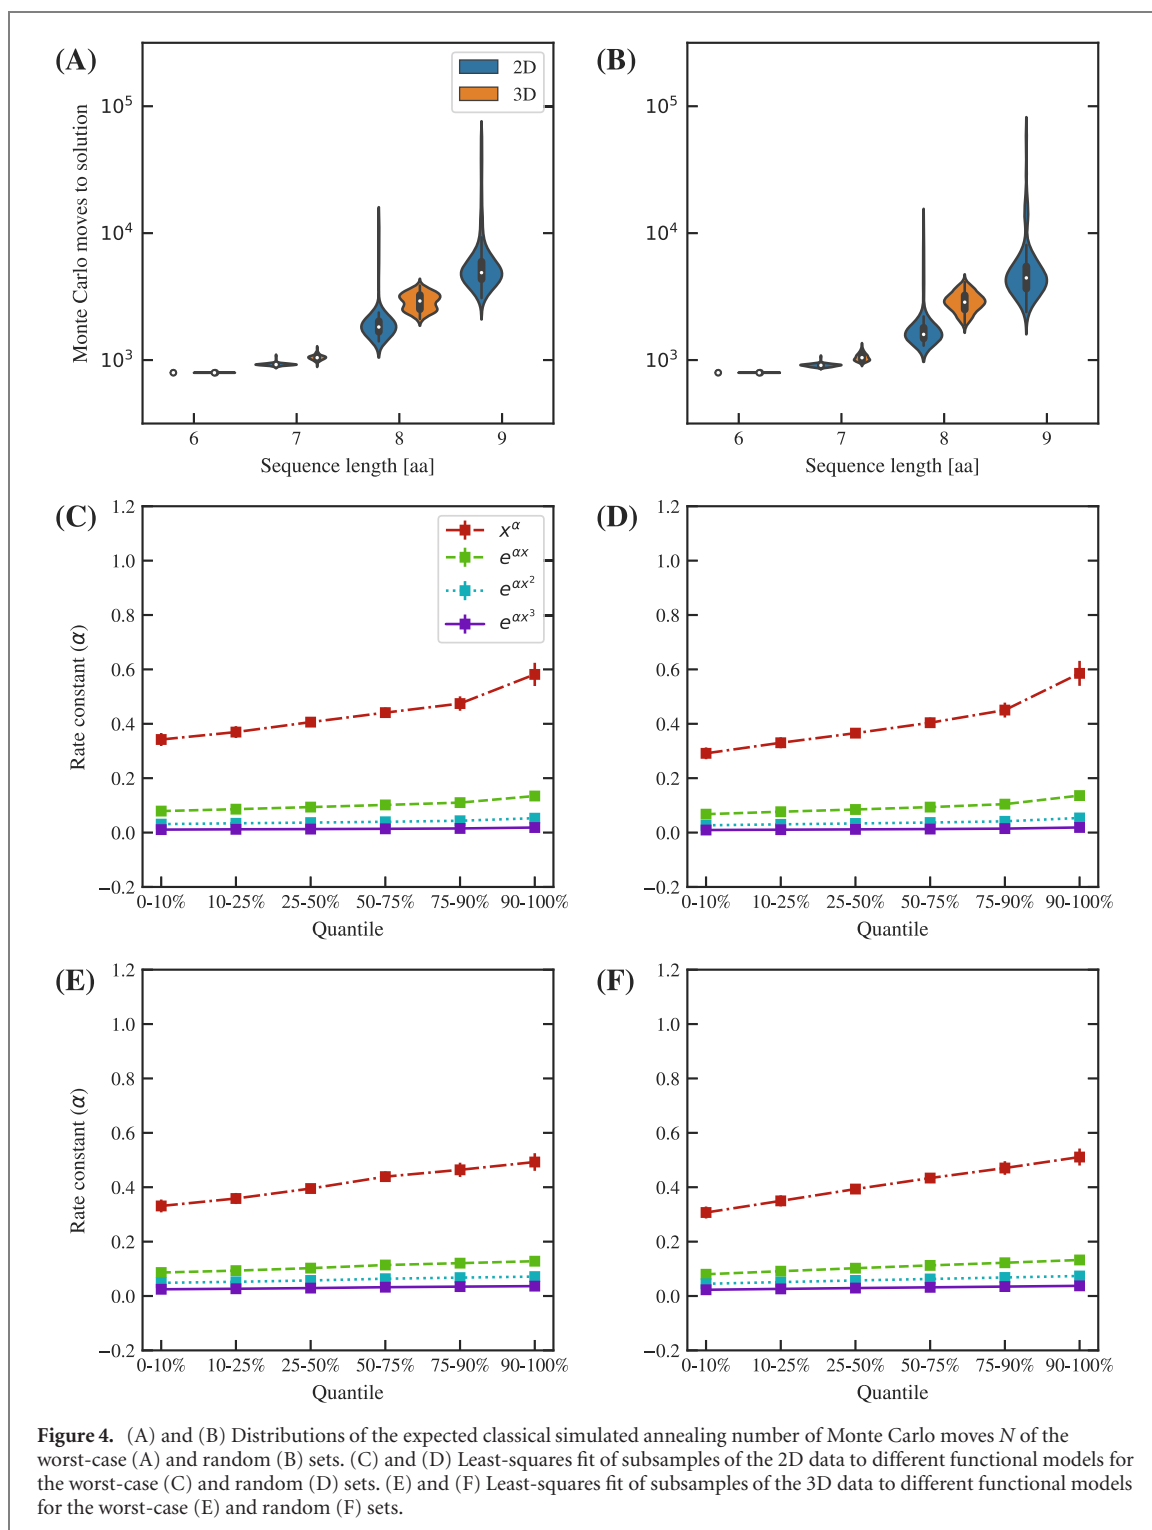 (A)
2D
3D
Monte Carlo moves to solution
10^5
10^4
10^3
6
7
8
9
Sequence length [aa]
(B)
10^5
10^4
10^3
6
7
8
9
Sequence length [aa]
(C)
x^α
e^{αx}
e^{αx^2}
e^{αx^3}
Rate constant (α)
1.2
1.0
0.8
0.6
0.4
0.2
0.0
−0.2
0-10% 10-25% 25-50% 50-75% 75-90% 90-100%
Quantile
(D)
1.2
1.0
0.8
0.6
0.4
0.2
0.0
−0.2
0-10% 10-25% 25-50% 50-75% 75-90% 90-100%
Quantile
(E)
Rate constant (α)
1.2
1.0
0.8
0.6
0.4
0.2
0.0
−0.2
0-10% 10-25% 25-50% 50-75% 75-90% 90-100%
Quantile
(F)
1.2
1.0
0.8
0.6
0.4
0.2
0.0
−0.2
0-10% 10-25% 25-50% 50-75% 75-90% 90-100%
Quantile
Figure 4. (A) and (B) Distributions of the expected classical simulated annealing number of Monte Carlo moves N of the
worst-case (A) and random (B) sets. (C) and (D) Least-squares fit of subsamples of the 2D data to different functional models for
the worst-case (C) and random (D) sets. (E) and (F) Least-squares fit of subsamples of the 3D data to different functional models
for the worst-case (E) and random (F) sets.